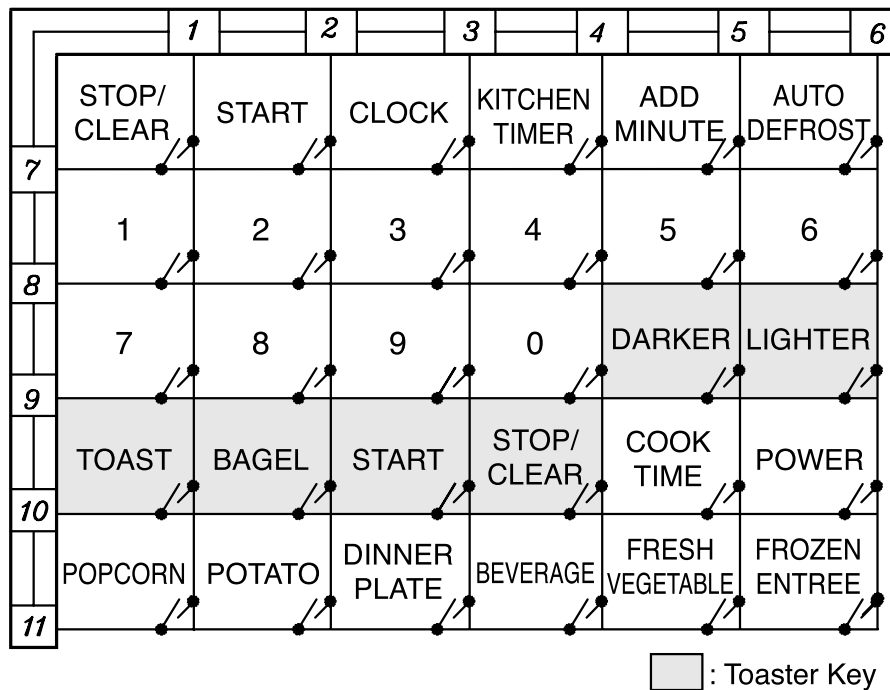 1 2 3 4 5 6
STOP/
CLEAR
START
CLOCK
KITCHEN
TIMER
ADD
MINUTE
AUTO
DEFROST
7
1
2
3
4
5
6
8
7
8
9
0
DARKER
LIGHTER
9
TOAST
BAGEL
START
STOP/
CLEAR
COOK
TIME
POWER
10
POPCORN
POTATO
DINNER
PLATE
BEVERAGE
FRESH
VEGETABLE
FROZEN
ENTREE
11
: Toaster Key